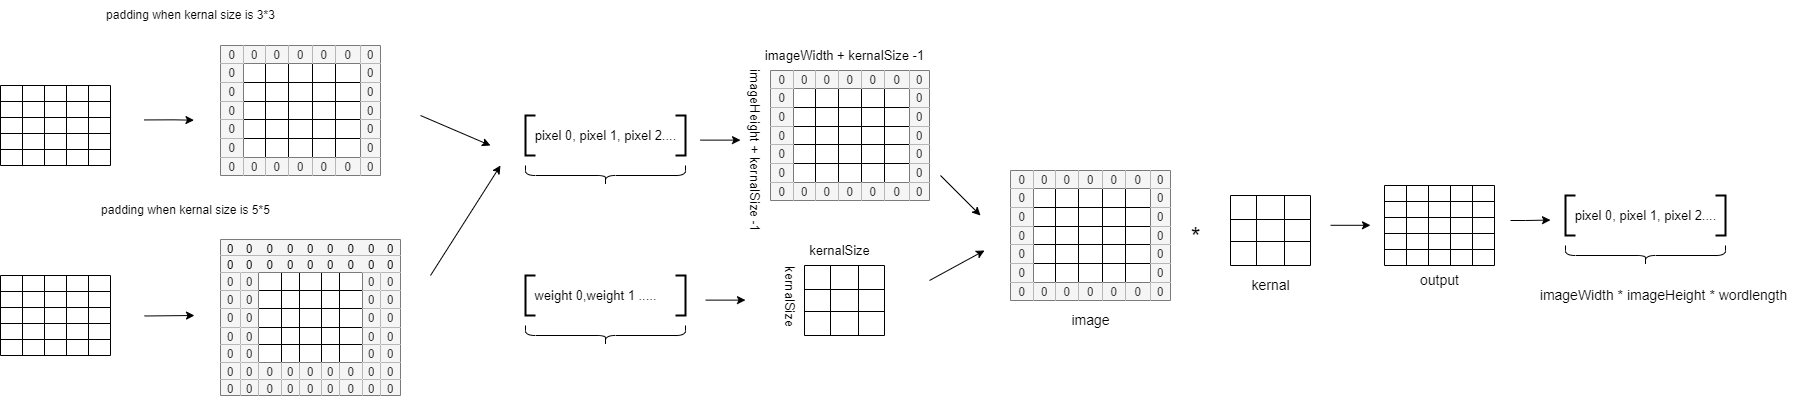 padding when kernal size is 3*3
0 0 0 0 0 0 0
0 0
0 0
0 0
0 0
0 0
0 0 0 0 0 0 0
padding when kernal size is 5*5
0 0 0 0 0 0 0 0 0
0 0 0 0 0 0 0 0 0
0 0 0 0
0 0 0 0
0 0 0 0
0 0 0 0
0 0 0 0
0 0 0 0 0 0 0 0 0
0 0 0 0 0 0 0 0 0
pixel 0, pixel 1, pixel 2....
weight 0,weight 1 .....
imageWidth + kernalSize -1
imageHeight + kernalSize -1
0 0 0 0 0 0 0
0 0
0 0
0 0
0 0
0 0
0 0 0 0 0 0 0
kernalSize
kernalSize
0 0 0 0 0 0 0
0 0
0 0
0 0
0 0
0 0
0 0 0 0 0 0 0
image
*
kernal
output
pixel 0, pixel 1, pixel 2....
imageWidth * imageHeight * wordlength